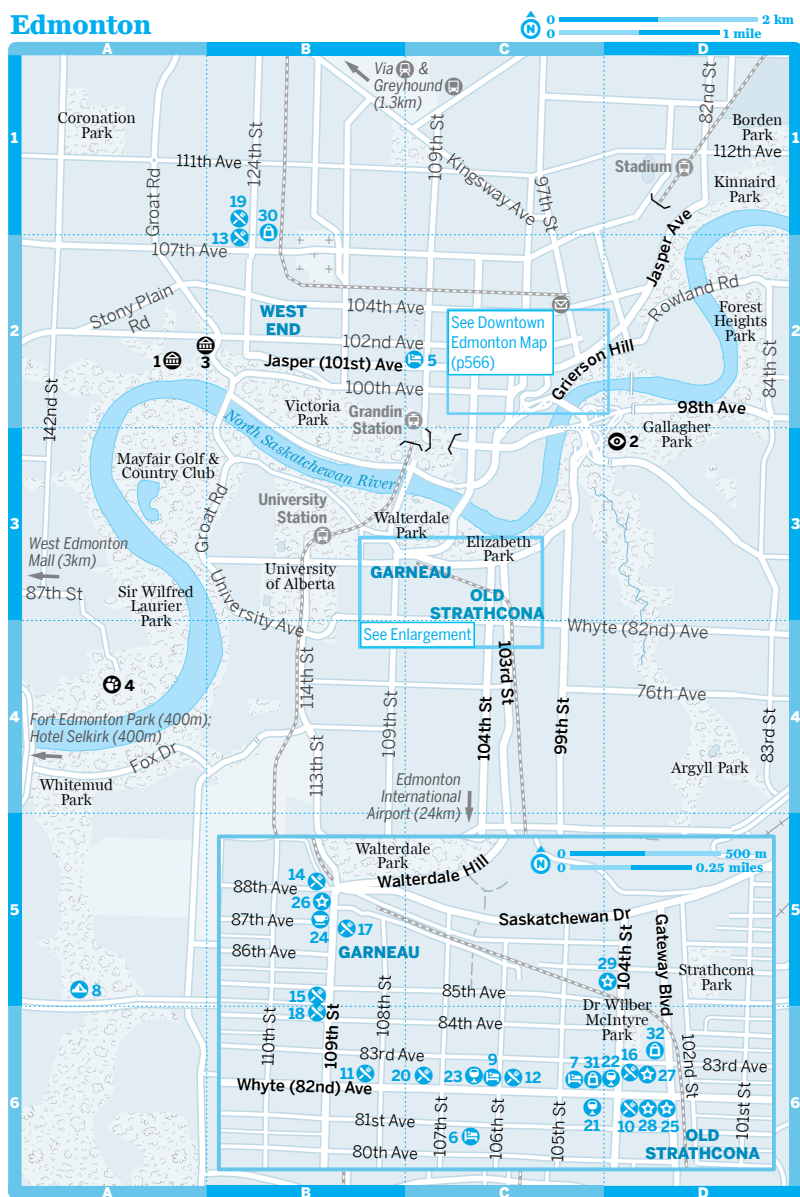 Edmonton
N
0 2 km
0 1 mile
A B C D
Via &
Greyhound
(1.3km)
82nd St
Coronation
Park
124th St
109th St
Borden
Park
1 1
111th Ave
112th Ave
Kingsway Ave
Stadium
Groat Rd
97th St
Kinnaird
Park
19
30
13
107th Ave
Jasper Ave
Stony Plain
Rd
WEST
END
104th Ave
Rowland Rd
See Downtown
Edmonton Map
(p566)
Forest
Heights
Park
2 2
102nd Ave
1
3
Jasper (101st) Ave
5
Grierson Hill
100th Ave
84th St
142nd St
Victoria
Park
Grandin
Station
98th Ave
North Saskatchewan River
Gallagher
Park
2
Mayfair Golf &
Country Club
Groat Rd
University
Station
Walterdale
Park
3 3
West Edmonton
Mall (3km)
Elizabeth
Park
University
of Alberta
GARNEAU
87th St
Sir Wilfred
Laurier
Park
University Ave
OLD
STRATHCONA
See Enlargement
Whyte (82nd) Ave
114th St
103rd St
4
76th Ave
109th St
104th St
99th St
83rd St
4 4
Fort Edmonton Park (400m);
Hotel Selkirk (400m)
Fox Dr
113th St
Argyll Park
Whitemud
Park
Edmonton
International
Airport (24km)
Walterdale
Park
N
0 500 m
0 0.25 miles
Walterdale Hill
14
88th Ave
26
5 5
87th Ave
24
17
Saskatchewan Dr
104th St
Gateway Blvd
86th Ave
GARNEAU
29
Strathcona
Park
8
15
85th Ave
18
108th St
84th Ave
Dr Wilber
McIntyre
Park
110th St
109th St
32
102nd St
83rd Ave
9
7 31 22
16
83rd Ave
11
20
23
12
27
Whyte (82nd) Ave
6 6
81st Ave
107th St
6
106th St
105th St
21
10 28 25
101st St
80th Ave
OLD
STRATHCONA
A B C D